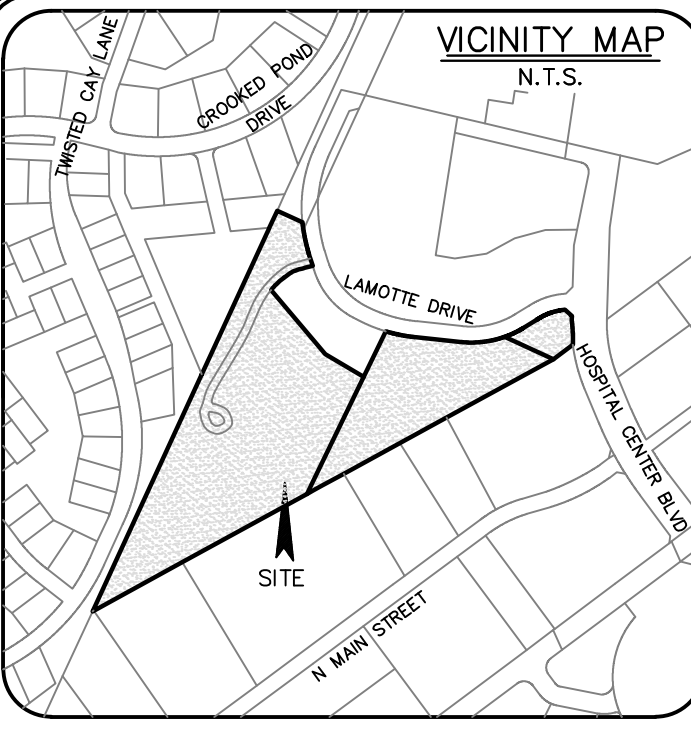 VICINITY MAP
N.T.S.
TWISTED CAY LANE
CROOKED POND
DRIVE
LAMOTTE DRIVE
HOSPITAL CENTER BLVD
SITE
N MAIN STREET